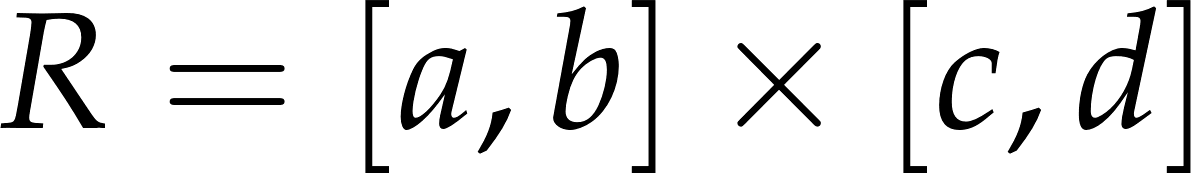 R = [a, b] × [c, d]